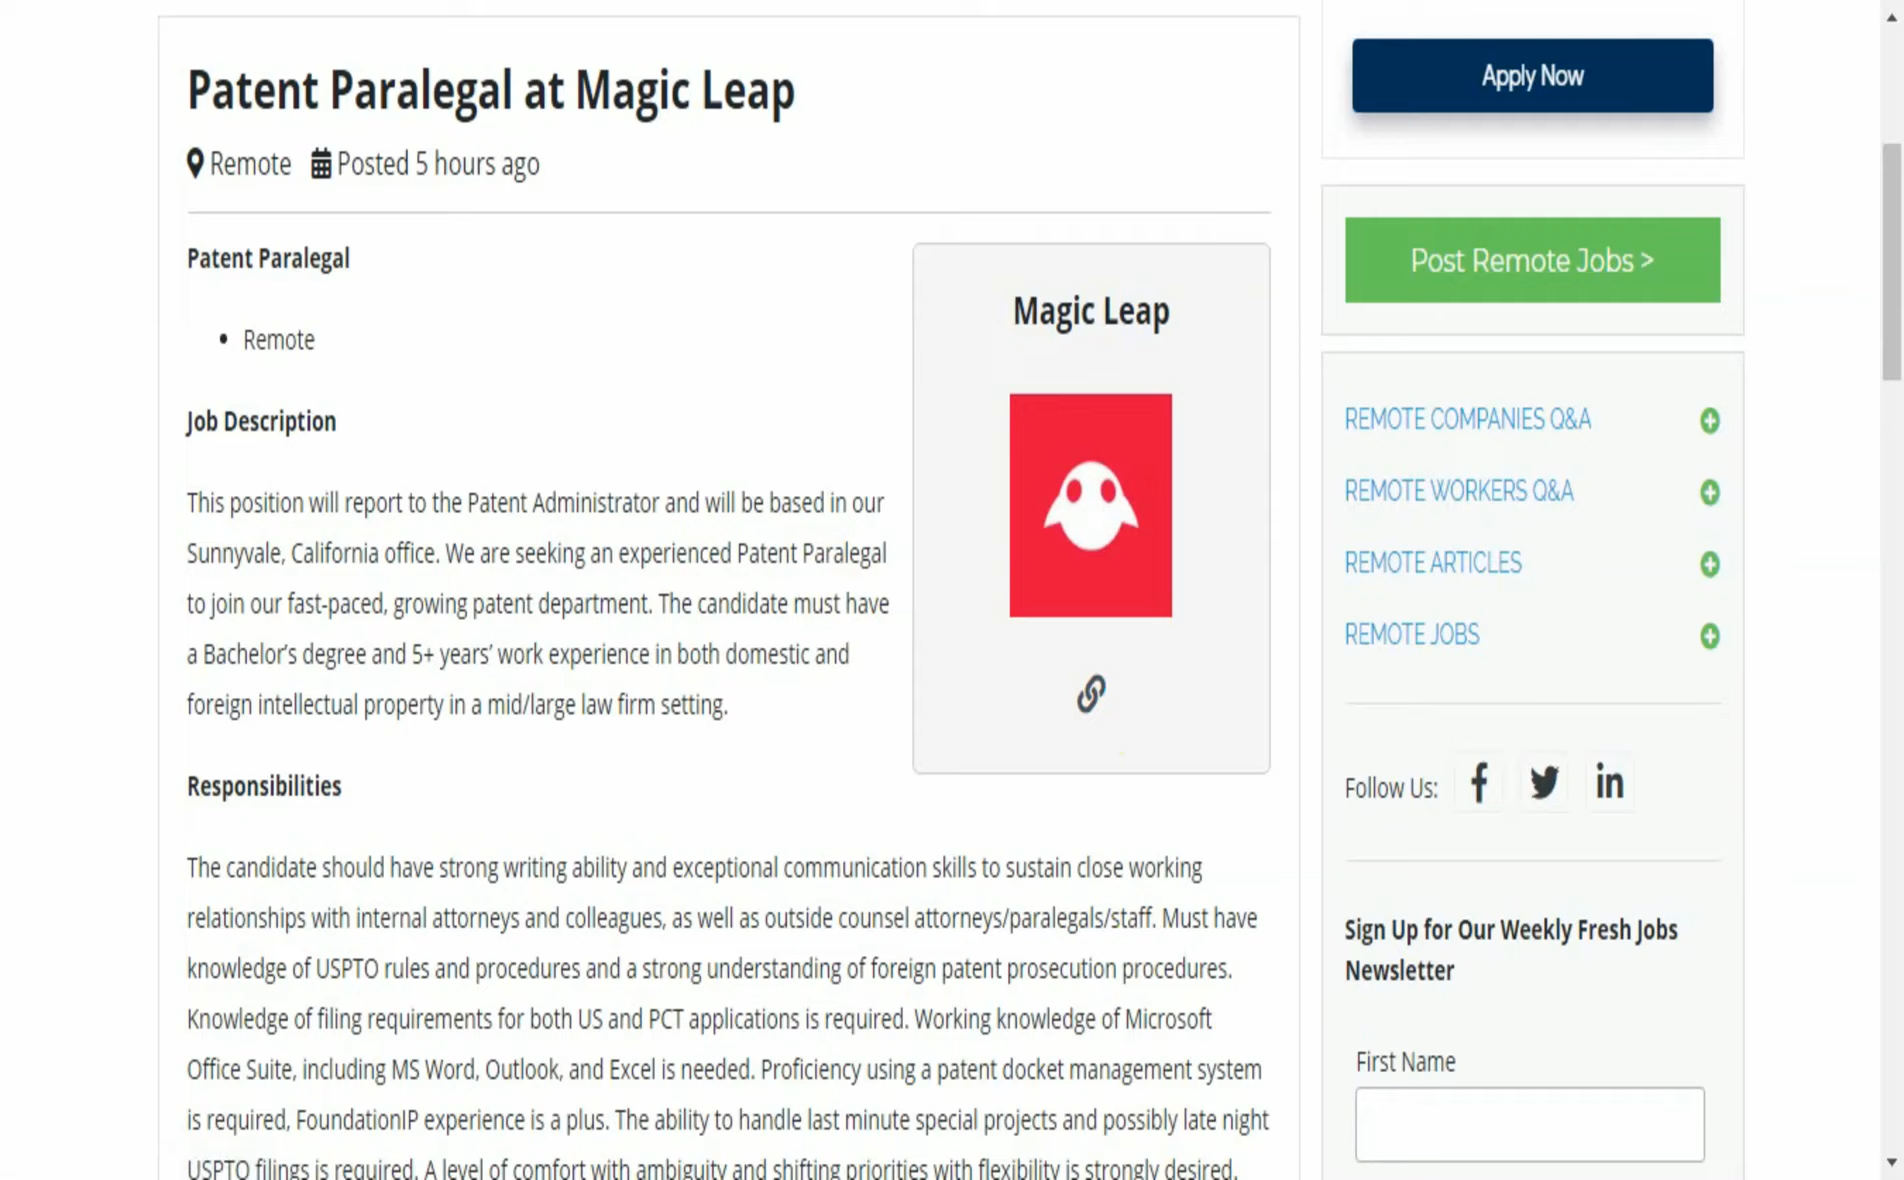 Patent Paralegal at Magic Leap
Remote Posted 5 hours ago
Patent Paralegal
• Remote
Job Description
This position will report to the Patent Administrator and will be based in our
Sunnyvale, California office. We are seeking an experienced Patent Paralegal
to join our fast-paced, growing patent department. The candidate must have
a Bachelor’s degree and 5+ years’ work experience in both domestic and
foreign intellectual property in a mid/large law firm setting.
Magic Leap
Responsibilities
The candidate should have strong writing ability and exceptional communication skills to sustain close working
relationships with internal attorneys and colleagues, as well as outside counsel attorneys/paralegals/staff. Must have
knowledge of USPTO rules and procedures and a strong understanding of foreign patent prosecution procedures.
Knowledge of filing requirements for both US and PCT applications is required. Working knowledge of Microsoft
Office Suite, including MS Word, Outlook, and Excel is needed. Proficiency using a patent docket management system
is required, FoundationIP experience is a plus. The ability to handle last minute special projects and possibly late night
USPTO filings is required. A level of comfort with ambiguity and shifting priorities with flexibility is strongly desired.
Apply Now
Post Remote Jobs >
REMOTE COMPANIES Q&A
REMOTE WORKERS Q&A
REMOTE ARTICLES
REMOTE JOBS
Follow Us:
Sign Up for Our Weekly Fresh Jobs
Newsletter
First Name